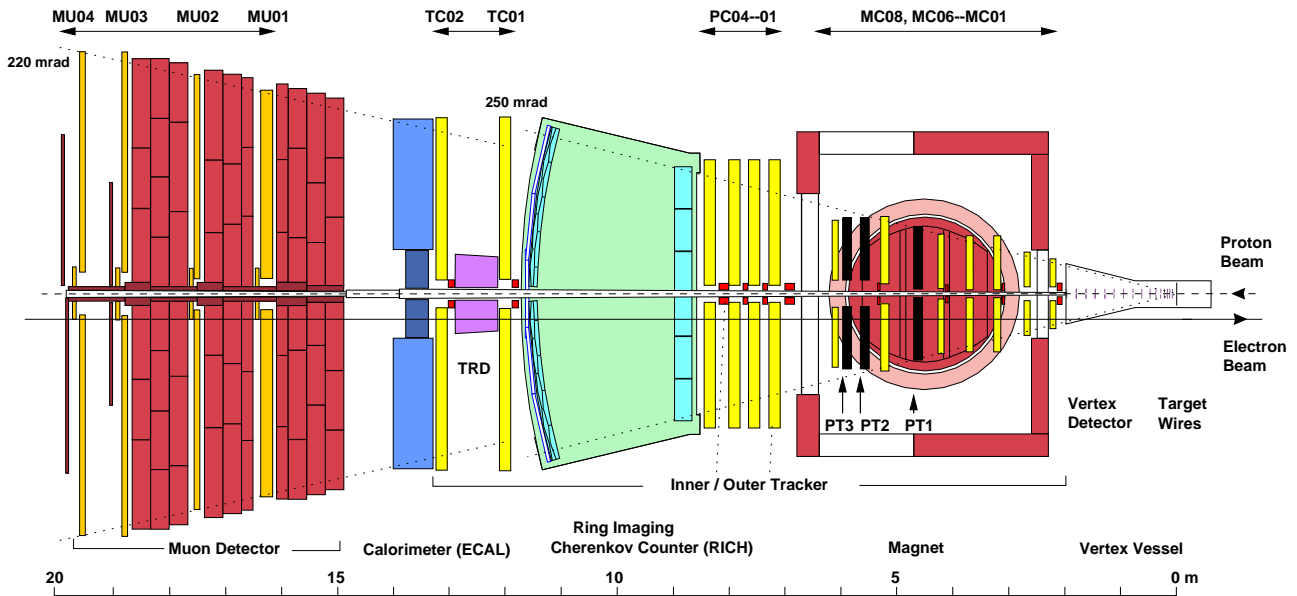 MU04 MU03 MU02 MU01 TC02 TC01 PC04--01 MC08, MC06--MC01
220 mrad
250 mrad
Proton
Beam
Electron
Beam
TRD
PT3 PT2 PT1
Vertex
Detector
Target
Wires
Inner / Outer Tracker
Muon Detector
Calorimeter (ECAL)
Ring Imaging
Cherenkov Counter (RICH)
Magnet
Vertex Vessel
20 15 10 5 0 m